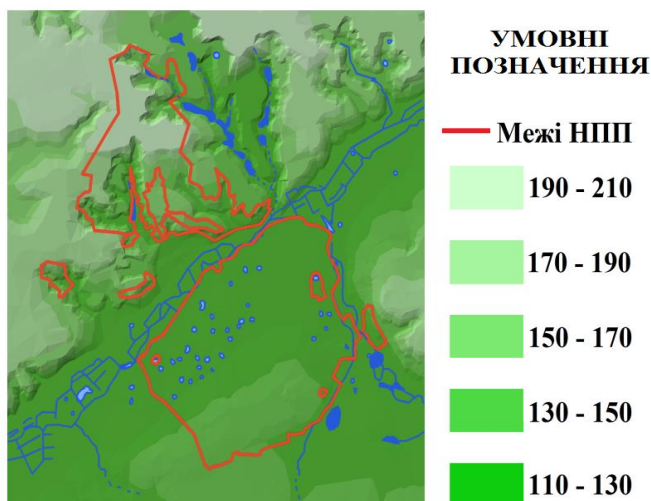 УМОВНІ
ПОЗНАЧЕННЯ
Межі НПП
190 - 210
170 - 190
150 - 170
130 - 150
110 - 130